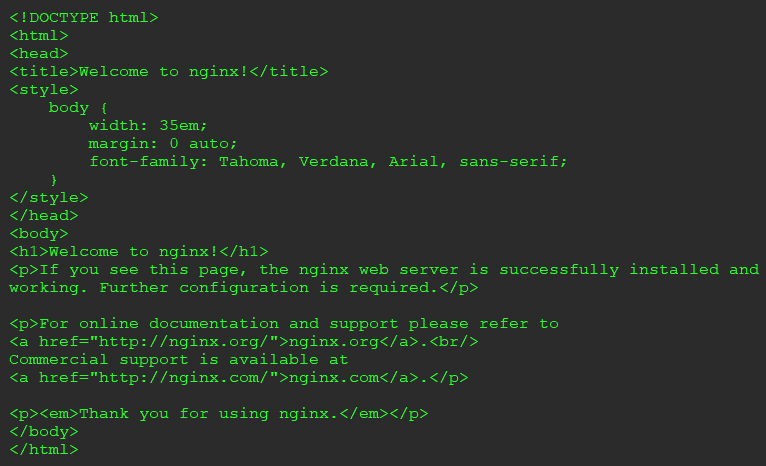 <!DOCTYPE html>
<html>
<head>
<title>Welcome to nginx!</title>
<style>
    body {
        width: 35em;
        margin: 0 auto;
        font-family: Tahoma, Verdana, Arial, sans-serif;
    }
</style>
</head>
<body>
<h1>Welcome to nginx!</h1>
<p>If you see this page, the nginx web server is successfully installed and
working. Further configuration is required.</p>

<p>For online documentation and support please refer to
<a href="http://nginx.org/">nginx.org</a>.<br/>
Commercial support is available at
<a href="http://nginx.com/">nginx.com</a>.</p>

<p><em>Thank you for using nginx.</em></p>
</body>
</html>